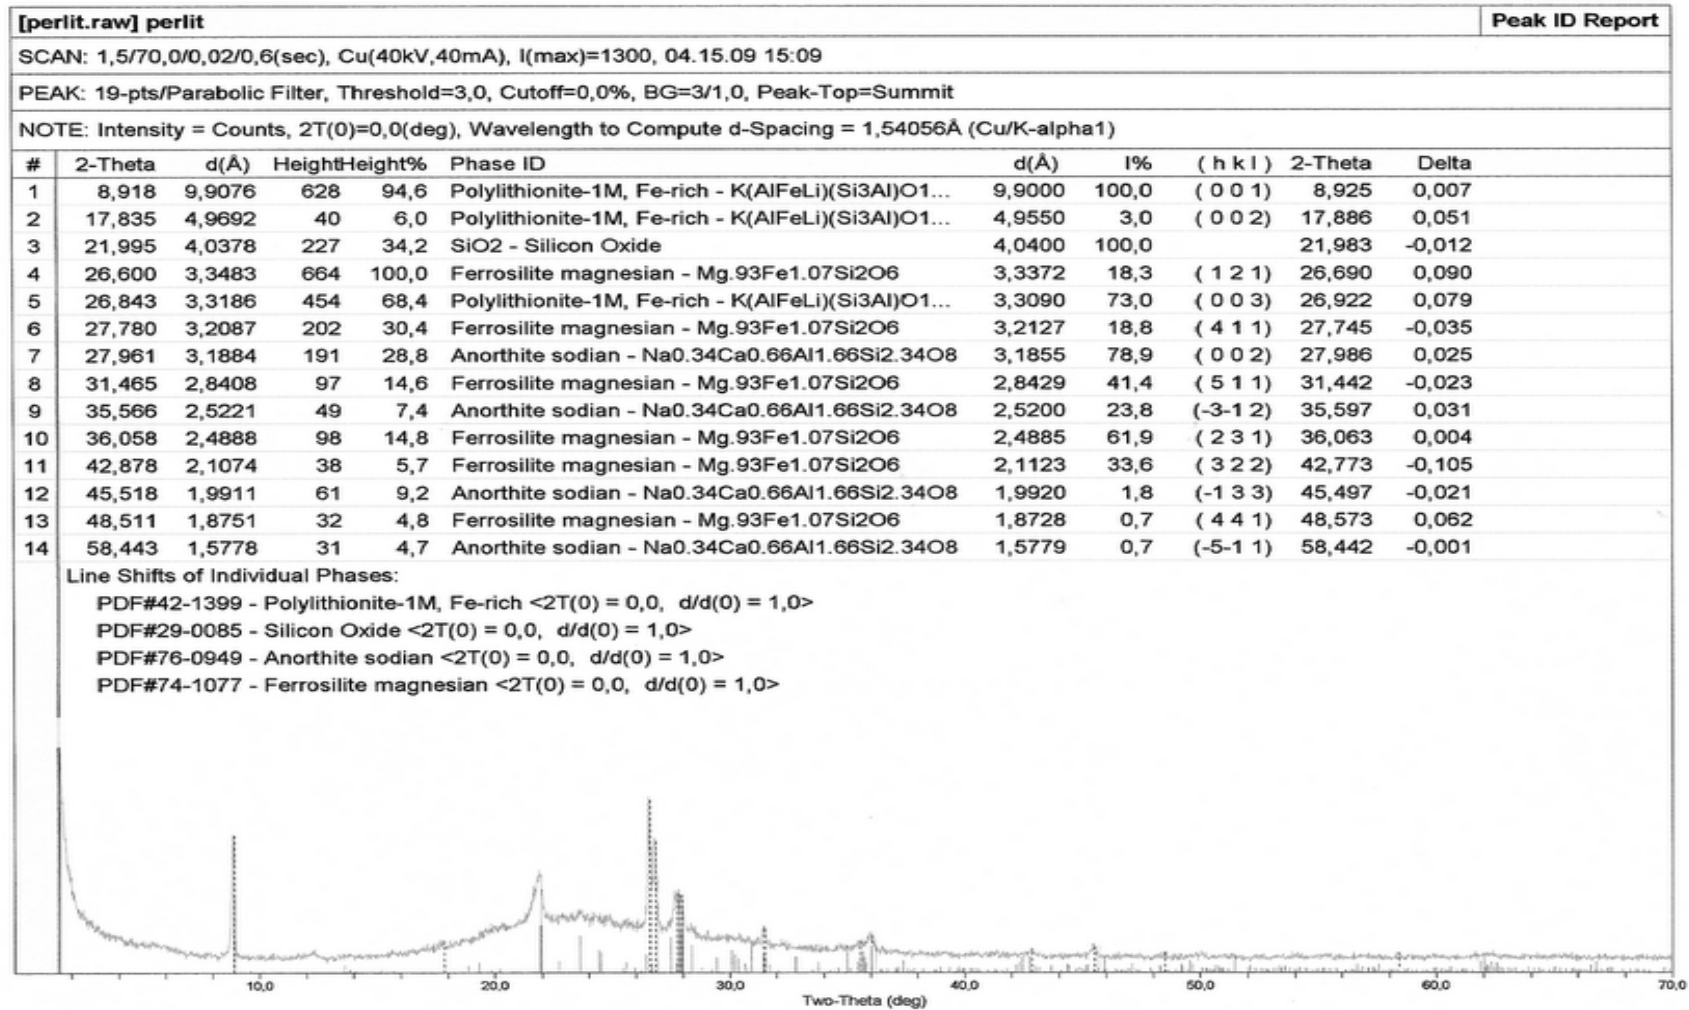 [perlit.raw] perlit Peak ID Report
SCAN: 1,5/70,0/0,02/0,6(sec), Cu(40kV,40mA), I(max)=1300, 04.15.09 15:09
PEAK: 19-pts/Parabolic Filter, Threshold=3,0, Cutoff=0,0%, BG=3/1,0, Peak-Top=Summit
NOTE: Intensity = Counts, 2T(0)=0,0(deg), Wavelength to Compute d-Spacing = 1,54056Å (Cu/K-alpha1)
# 2-Theta d(Å) HeightHeight% Phase ID d(Å) I% ( h k l ) 2-Theta Delta
1 8,918 9,9076 628 94,6 Polylithionite-1M, Fe-rich - K(AlFeLi)(Si3Al)O1... 9,9000 100,0 ( 0 0 1) 8,925 0,007
2 17,835 4,9692 40 6,0 Polylithionite-1M, Fe-rich - K(AlFeLi)(Si3Al)O1... 4,9550 3,0 ( 0 0 2) 17,886 0,051
3 21,995 4,0378 227 34,2 SiO2 - Silicon Oxide 4,0400 100,0 21,983 -0,012
4 26,600 3,3483 664 100,0 Ferrosilite magnesian - Mg.93Fe1.07Si2O6 3,3372 18,3 ( 1 2 1) 26,690 0,090
5 26,843 3,3186 454 68,4 Polylithionite-1M, Fe-rich - K(AlFeLi)(Si3Al)O1... 3,3090 73,0 ( 0 0 3) 26,922 0,079
6 27,780 3,2087 202 30,4 Ferrosilite magnesian - Mg.93Fe1.07Si2O6 3,2127 18,8 ( 4 1 1) 27,745 -0,035
7 27,961 3,1884 191 28,8 Anorthite sodian - Na0.34Ca0.66Al1.66Si2.34O8 3,1855 78,9 ( 0 0 2) 27,986 0,025
8 31,465 2,8408 97 14,6 Ferrosilite magnesian - Mg.93Fe1.07Si2O6 2,8429 41,4 ( 5 1 1) 31,442 -0,023
9 35,566 2,5221 49 7,4 Anorthite sodian - Na0.34Ca0.66Al1.66Si2.34O8 2,5200 23,8 (-3-1 2) 35,597 0,031
10 36,058 2,4888 98 14,8 Ferrosilite magnesian - Mg.93Fe1.07Si2O6 2,4885 61,9 ( 2 3 1) 36,063 0,004
11 42,878 2,1074 38 5,7 Ferrosilite magnesian - Mg.93Fe1.07Si2O6 2,1123 33,6 ( 3 2 2) 42,773 -0,105
12 45,518 1,9911 61 9,2 Anorthite sodian - Na0.34Ca0.66Al1.66Si2.34O8 1,9920 1,8 (-1 3 3) 45,497 -0,021
13 48,511 1,8751 32 4,8 Ferrosilite magnesian - Mg.93Fe1.07Si2O6 1,8728 0,7 ( 4 4 1) 48,573 0,062
14 58,443 1,5778 31 4,7 Anorthite sodian - Na0.34Ca0.66Al1.66Si2.34O8 1,5779 0,7 (-5-1 1) 58,442 -0,001
Line Shifts of Individual Phases:
PDF#42-1399 - Polylithionite-1M, Fe-rich <2T(0) = 0,0, d/d(0) = 1,0>
PDF#29-0085 - Silicon Oxide <2T(0) = 0,0, d/d(0) = 1,0>
PDF#76-0949 - Anorthite sodian <2T(0) = 0,0, d/d(0) = 1,0>
PDF#74-1077 - Ferrosilite magnesian <2T(0) = 0,0, d/d(0) = 1,0>
10,0 20,0 30,0 40,0 50,0 60,0 70,0
Two-Theta (deg)